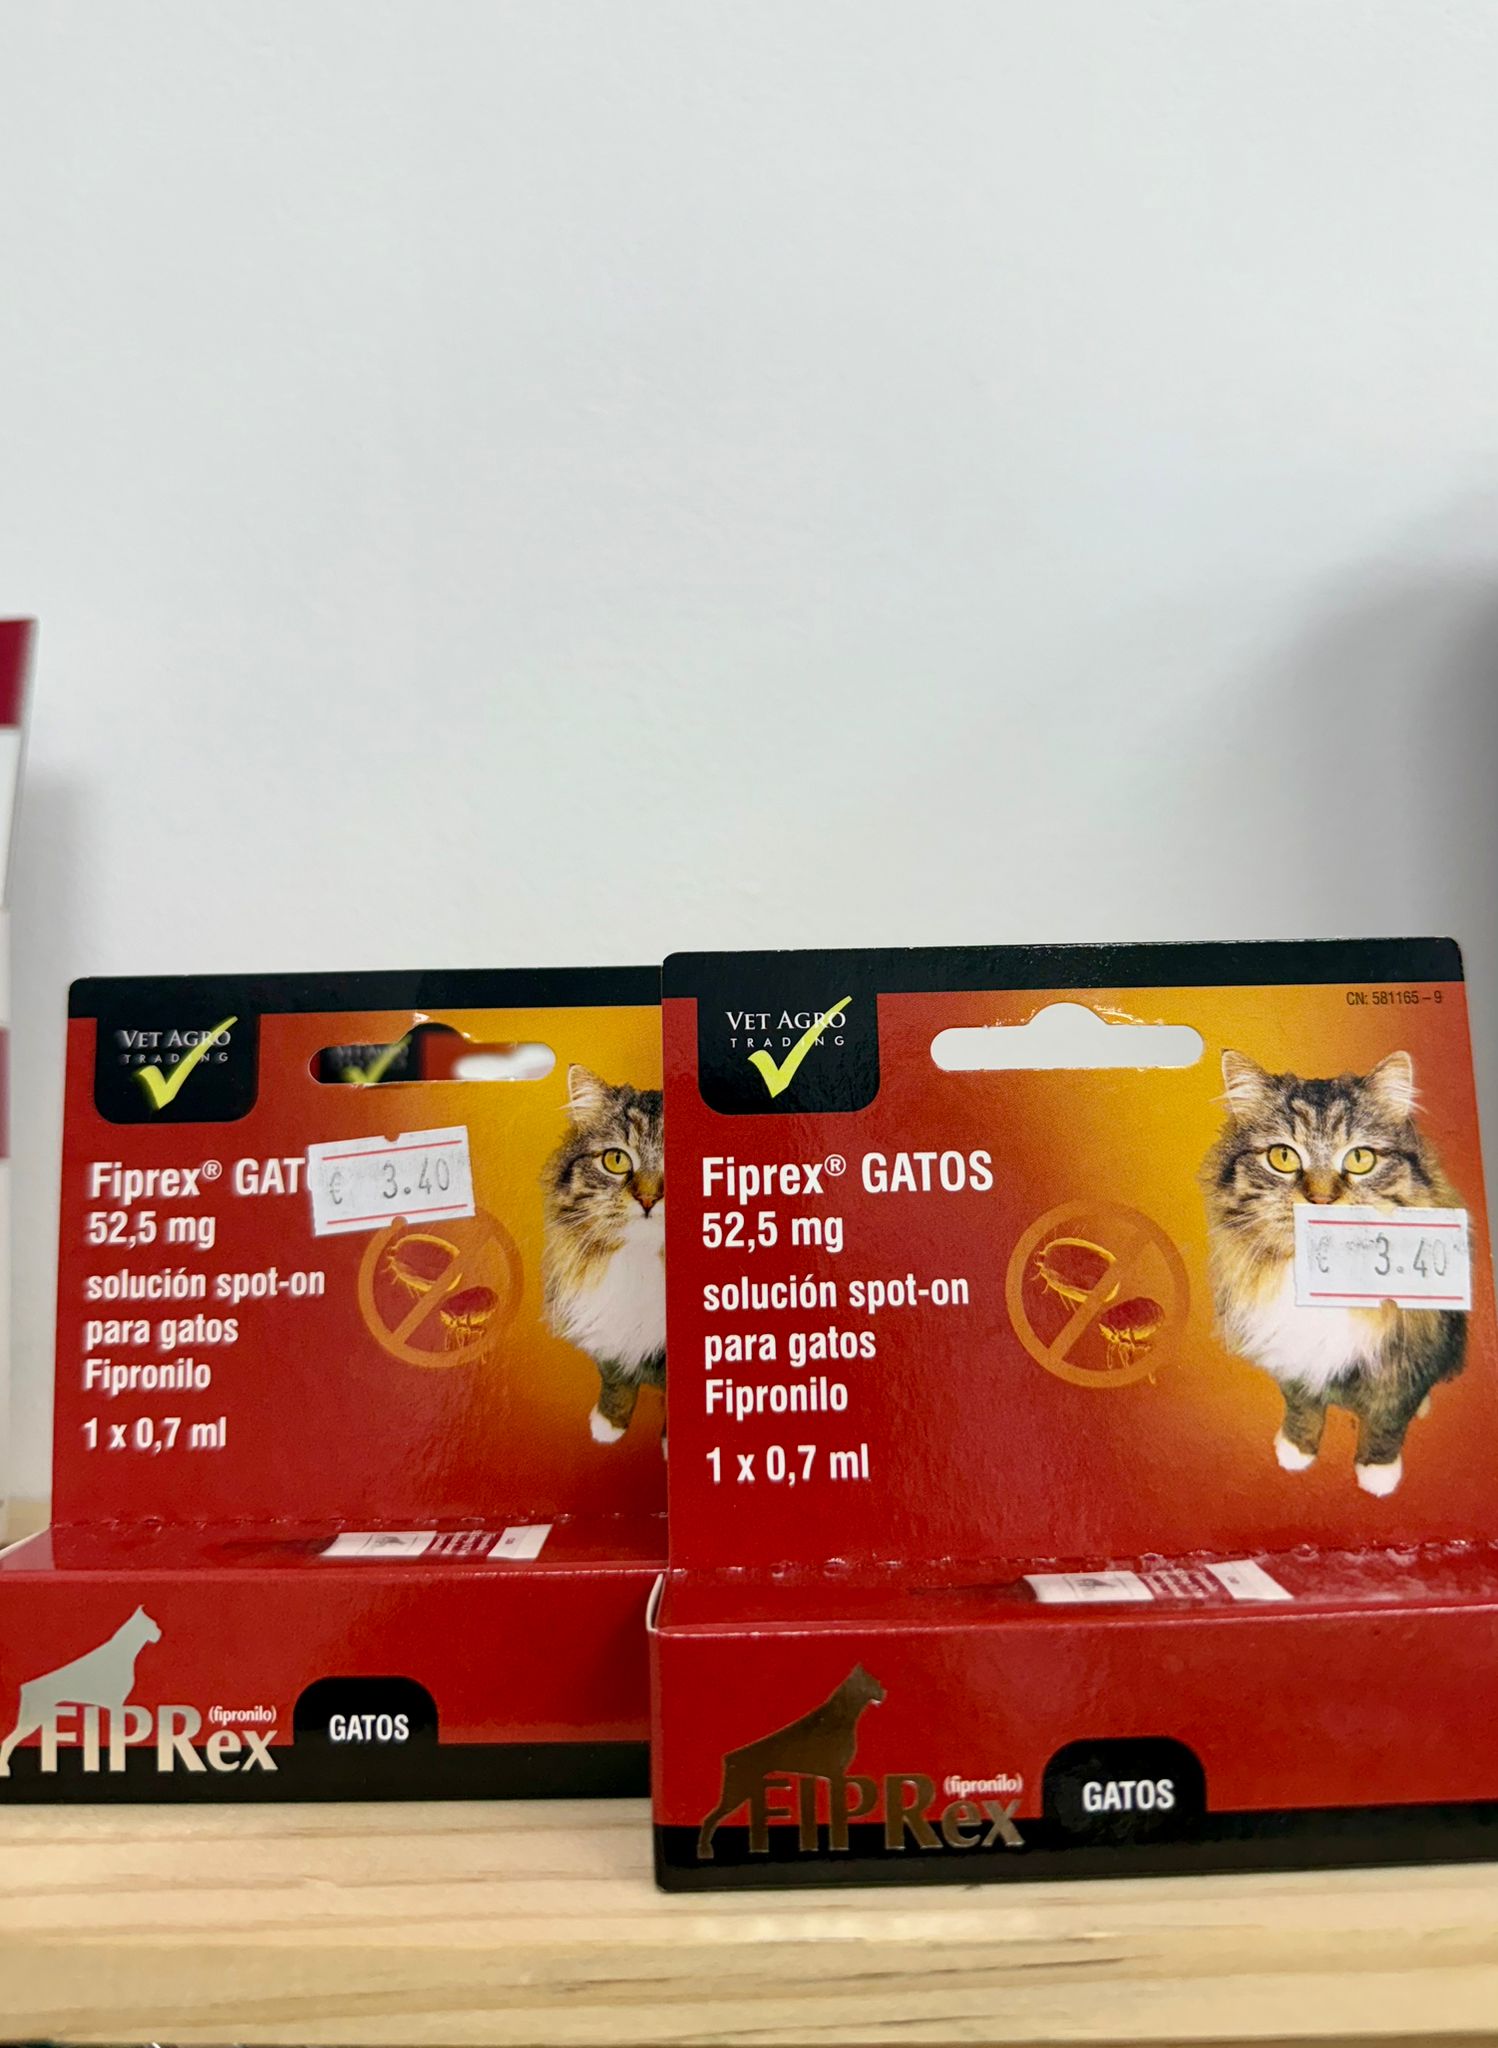 VET AGRO
TRADING
Fiprex® GAT
€ 3.40
52,5 mg
solución spot-on
para gatos
Fipronilo
1 x 0,7 ml
FIPRex (fipronilo)
GATOS
CN: 581165-9
VET AGRO
TRADING
Fiprex® GATOS
52,5 mg
€ 3.40
solución spot-on
para gatos
Fipronilo
1 x 0,7 ml
FIPRex (fipronilo)
GATOS